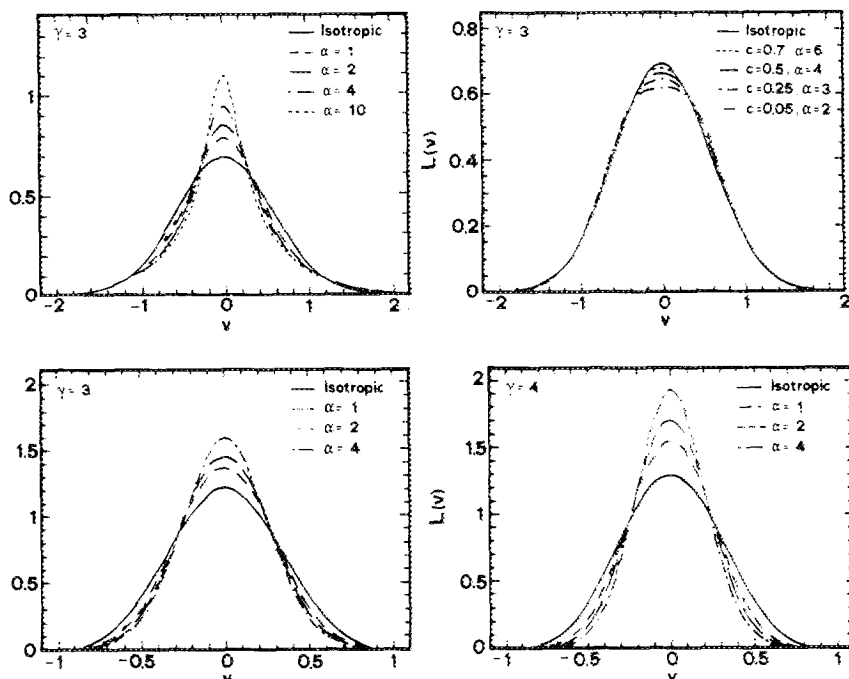 γ= 3
Isotropic
α= 1
α= 2
α= 4
α= 10
1
0.5
0
-2
-1
0
1
2
v
γ= 3
Isotropic
c=0.7 α=6
c=0.5, α=4
c=0.25 α=3
c=0.05, α=2
L(v)
0.8
0.6
0.4
0.2
0
-2
-1
0
1
2
v
γ= 3
Isotropic
α= 1
α= 2
α= 4
2
1.5
1
0.5
0
-1
-0.5
0
0.5
1
v
γ= 4
Isotropic
α= 1
α= 2
α= 4
L(v)
2
1.5
1
0.5
0
-1
-0.5
0
0.5
1
v